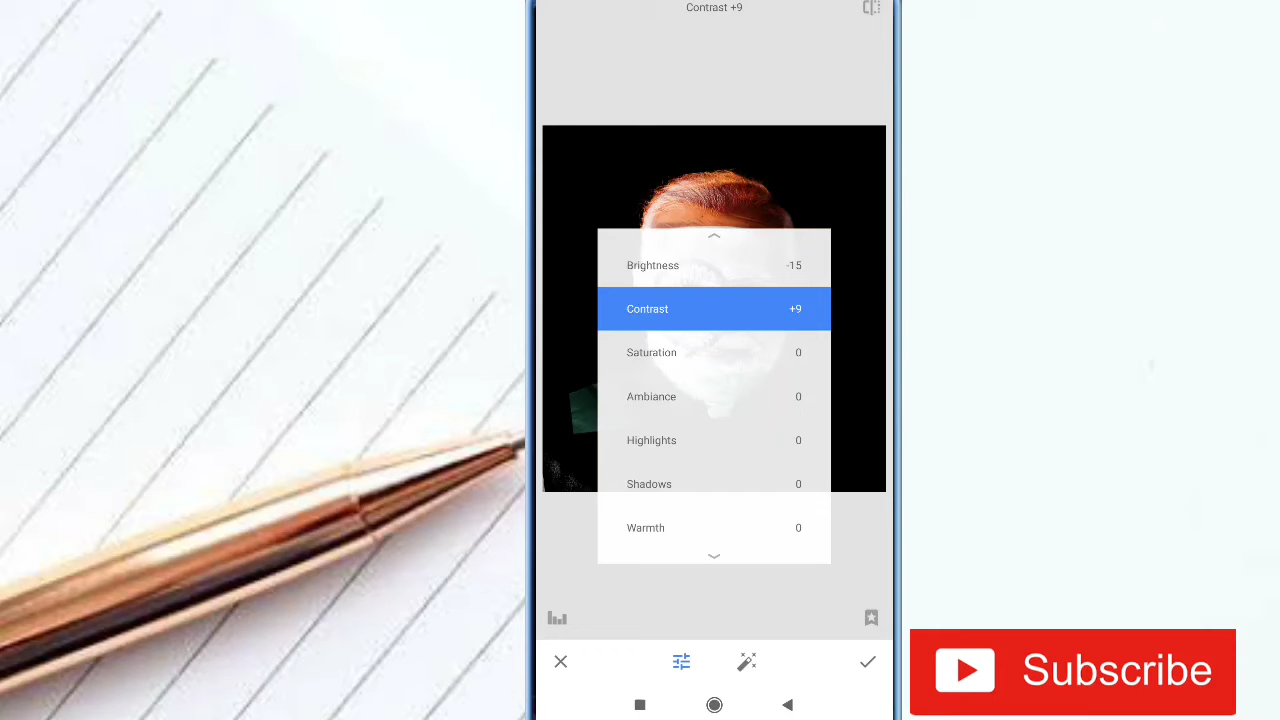 Contrast +9
Brightness -15
Contrast +9
Saturation 0
Ambiance 0
Highlights 0
Shadows 0
Warmth 0
Subscribe